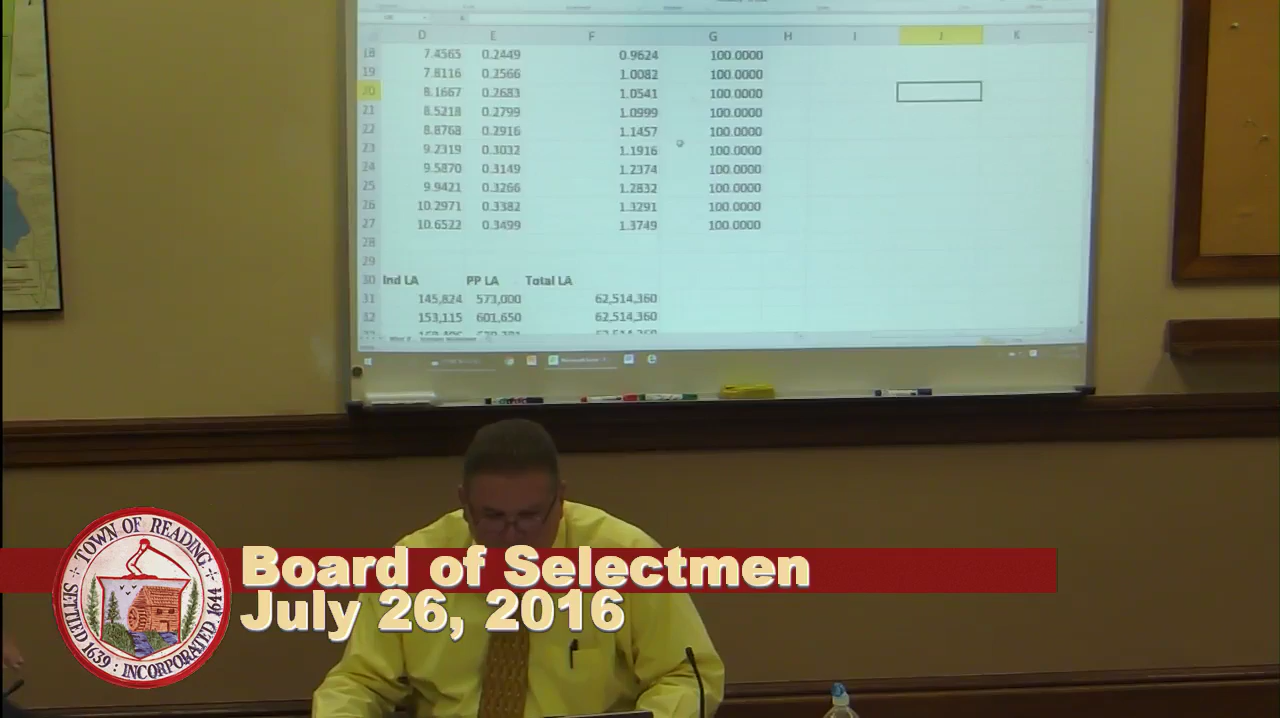 D E F G H I J K
18 7.4565 0.2449 0.9624 100.0000
19 7.8116 0.2566 1.0082 100.0000
20 8.1667 0.2683 1.0541 100.0000
21 8.5218 0.2799 1.0999 100.0000
22 8.8768 0.2916 1.1457 100.0000
23 9.2319 0.3032 1.1916 100.0000
24 9.5870 0.3149 1.2374 100.0000
25 9.9421 0.3266 1.2832 100.0000
26 10.2971 0.3382 1.3291 100.0000
27 10.6522 0.3499 1.3749 100.0000
28
29
30 Ind LA PP LA Total LA
31 145,824 573,000 62,514,360
32 153,115 601,650 62,514,360
TOWN OF READING
SETTLED 1639 : INCORPORATED 1644
Board of Selectmen
July 26, 2016